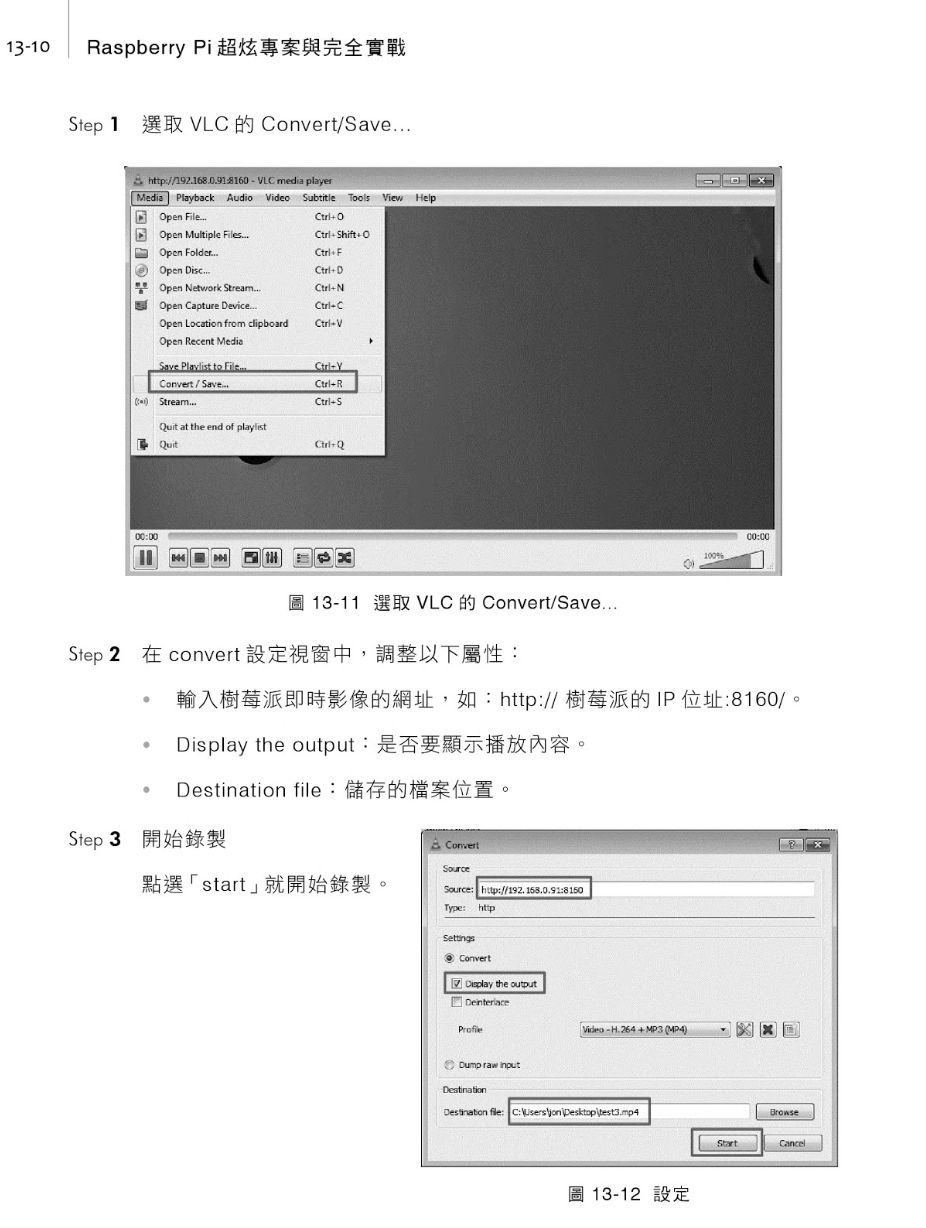 13-10 Raspberry Pi 超炫專案與完全實戰
Step 1 選取 VLC 的 Convert/Save...
http://192.168.0.91:8160 - VLC media player
Media Playback Audio Video Subtitle Tools View Help
Open File... Ctrl+O
Open Multiple Files... Ctrl+Shift+O
Open Folder... Ctrl+F
Open Disc... Ctrl+D
Open Network Stream... Ctrl+N
Open Capture Device... Ctrl+C
Open Location from clipboard Ctrl+V
Open Recent Media
Save Playlist to File... Ctrl+Y
Convert / Save... Ctrl+R
Stream... Ctrl+S
Quit at the end of playlist
Quit Ctrl+Q
00:00 00:00
100%
圖 13-11 選取 VLC 的 Convert/Save...
Step 2 在 convert 設定視窗中，調整以下屬性：
• 輸入樹莓派即時影像的網址，如：http:// 樹莓派的 IP 位址:8160/。
• Display the output：是否要顯示播放內容。
• Destination file：儲存的檔案位置。
Step 3 開始錄製
點選「start」就開始錄製。
Convert
Source
Source: http://192.168.0.91:8160
Type: http
Settings
Convert
Display the output
Deinterlace
Profile Video - H.264 + MP3 (MP4)
Dump raw input
Destination
Destination file: C:\Users\jon\Desktop\test3.mp4 Browse
Start Cancel
圖 13-12 設定